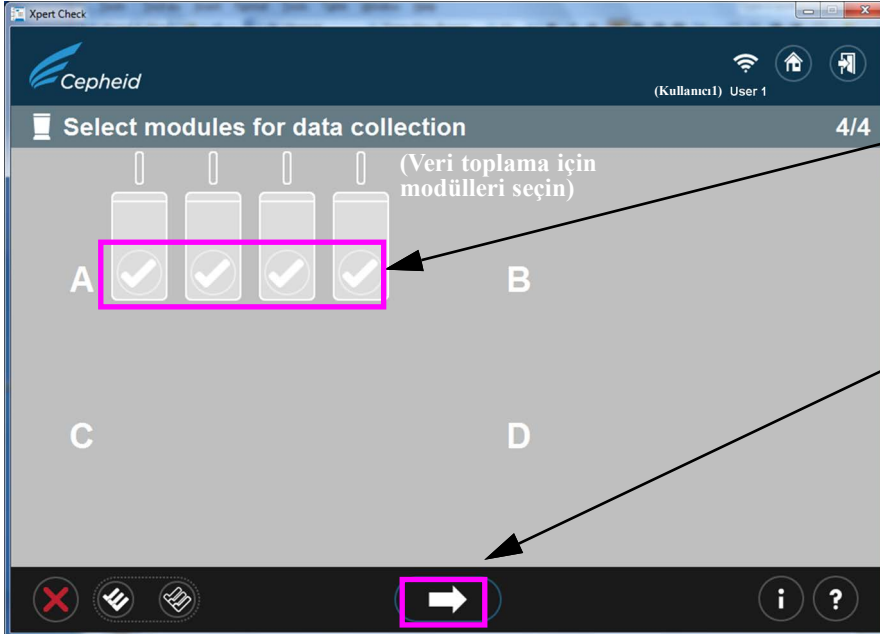 Xpert Check
Cepheid
(Kullanıcı1) User 1
Select modules for data collection 4/4
(Veri toplama için
modülleri seçin)
A B
C D
i ?